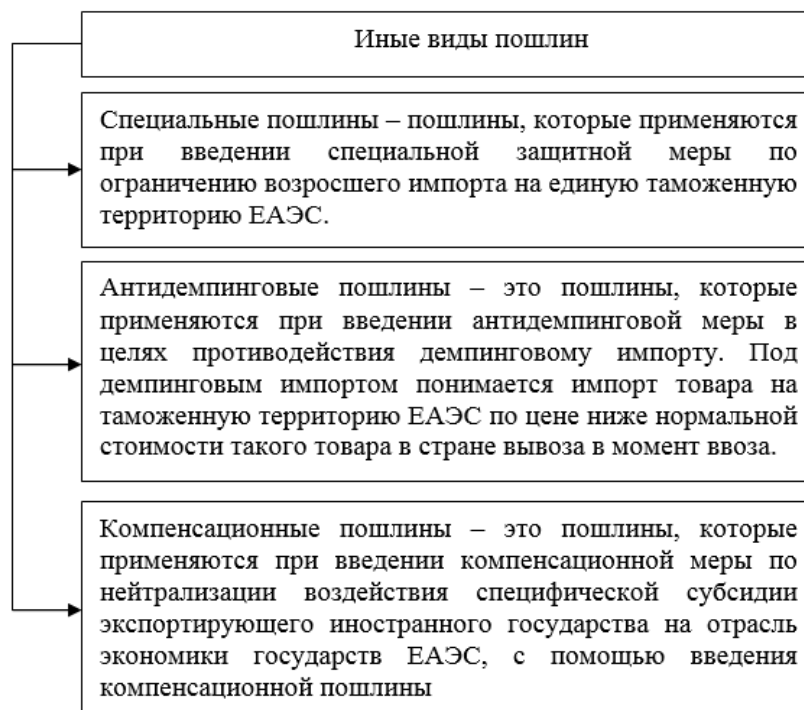 Иные виды пошлин
Специальные пошлины – пошлины, которые применяются
при введении специальной защитной меры по
ограничению возросшего импорта на единую таможенную
территорию ЕАЭС.
Антидемпинговые пошлины – это пошлины, которые
применяются при введении антидемпинговой меры в
целях противодействия демпинговому импорту. Под
демпинговым импортом понимается импорт товара на
таможенную территорию ЕАЭС по цене ниже нормальной
стоимости такого товара в стране вывоза в момент ввоза.
Компенсационные пошлины – это пошлины, которые
применяются при введении компенсационной меры по
нейтрализации воздействия специфической субсидии
экспортирующего иностранного государства на отрасль
экономики государств ЕАЭС, с помощью введения
компенсационной пошлины